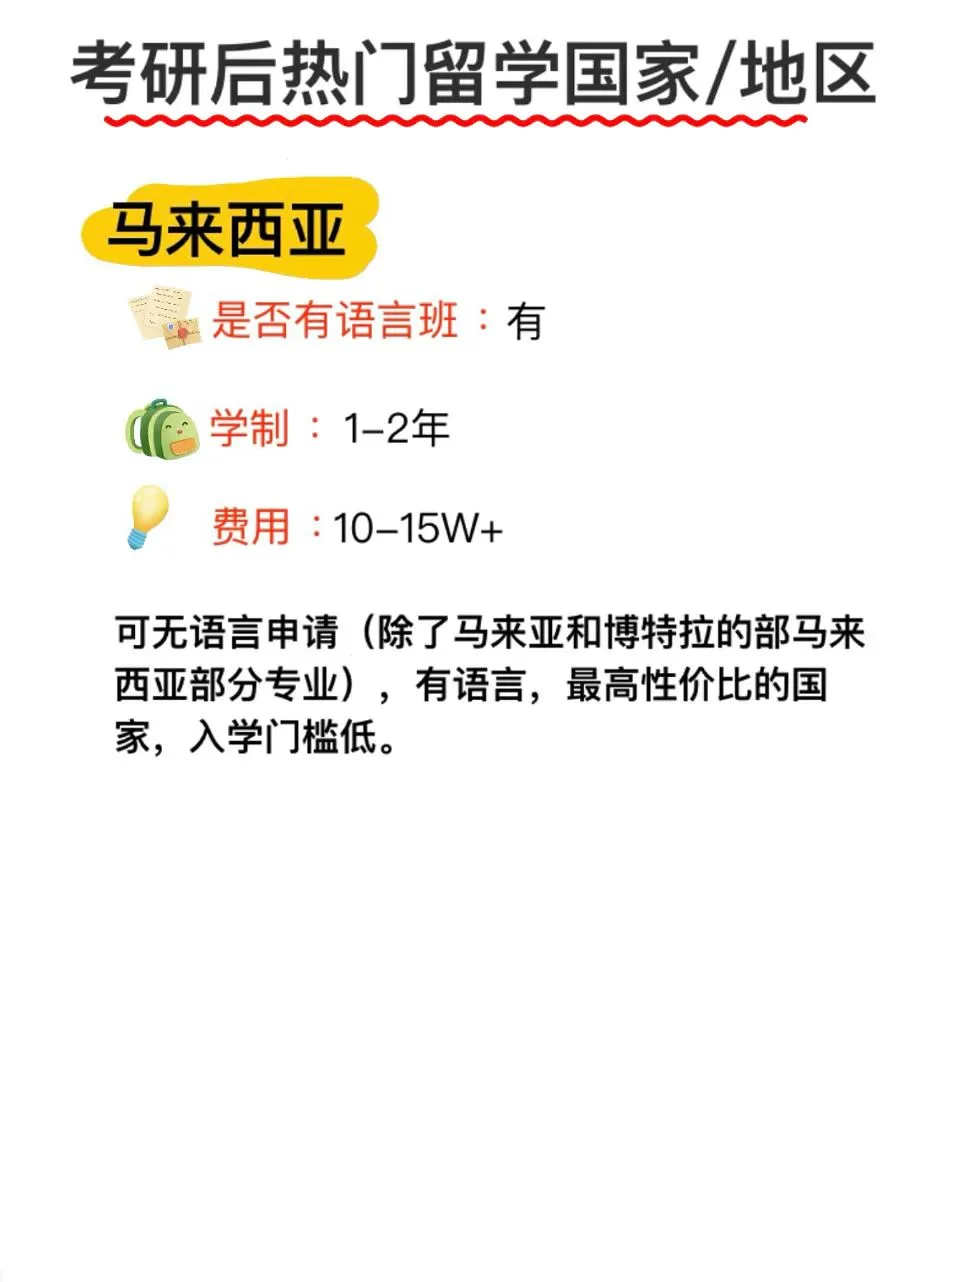 考研后热门留学国家/地区
马来西亚
是否有语言班：有
学制： 1-2年
费用：10-15W+
可无语言申请（除了马来亚和博特拉的部马来
西亚部分专业），有语言，最高性价比的国
家，入学门槛低。